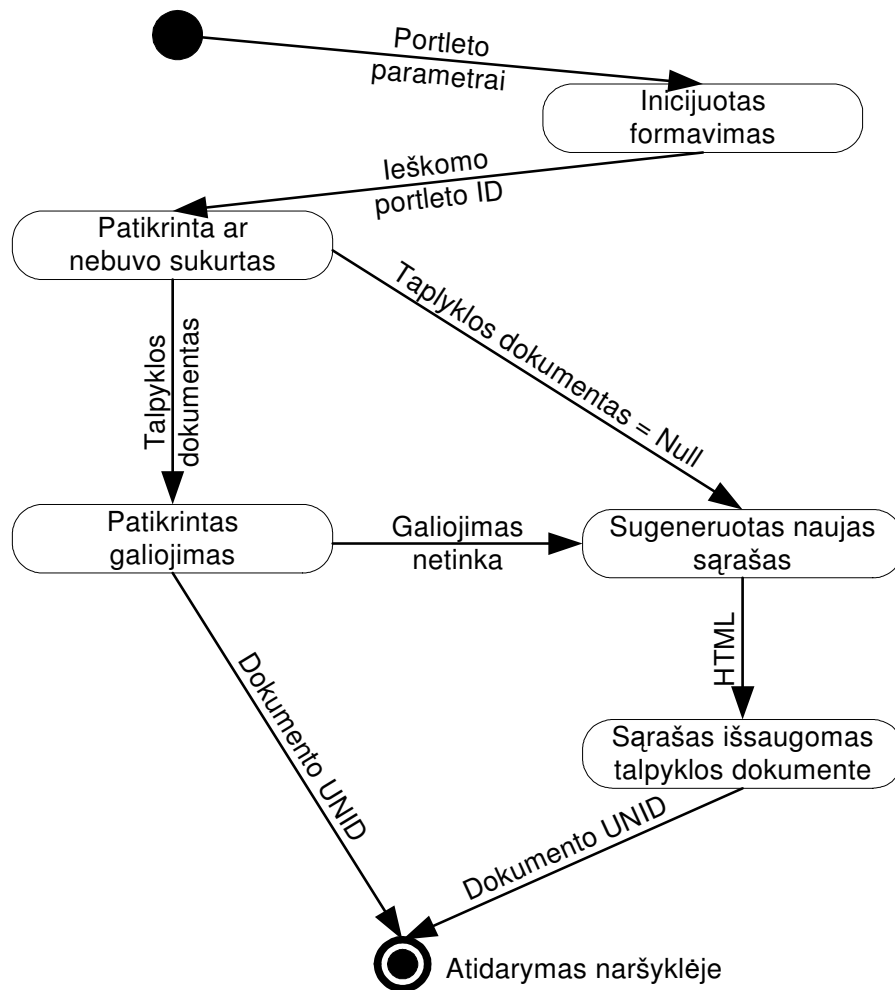 Portleto
parametrai
Inicijuotas
formavimas
Ieškomo
portleto ID
Patikrinta ar
nebuvo sukurtas
Taplyklos dokumentas = Null
Talpyklos
dokumentas
Patikrintas
galiojimas
Galiojimas
netinka
Sugeneruotas naujas
sąrašas
HTML
Dokumento UNID
Sąrašas išsaugomas
talpyklos dokumente
Dokumento UNID
Atidarymas naršyklėje